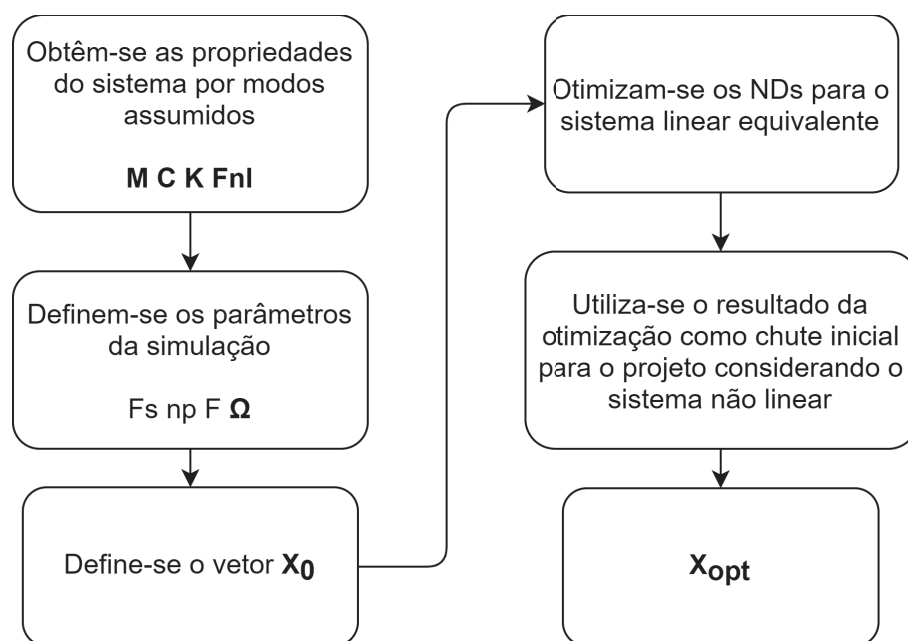 Obtêm-se as propriedades
do sistema por modos
assumidos
M C K Fnl
Definem-se os parâmetros
da simulação
Fs np F Ω
Define-se o vetor X0
Otimizam-se os NDs para o
sistema linear equivalente
Utiliza-se o resultado da
otimização como chute inicial
para o projeto considerando o
sistema não linear
Xopt